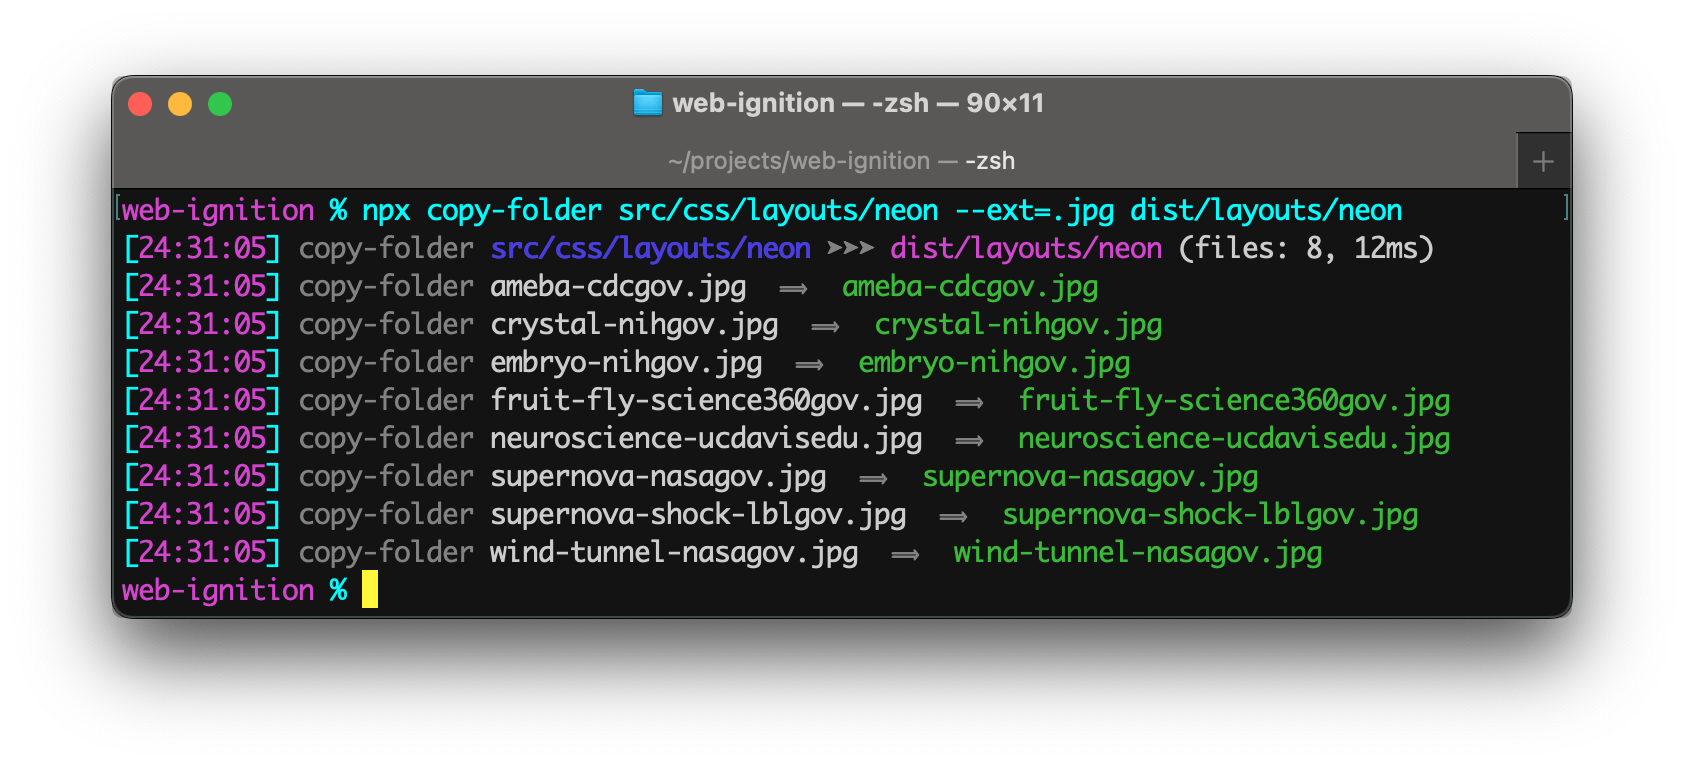 web-ignition — -zsh — 90×11
~/projects/web-ignition — -zsh
web-ignition % npx copy-folder src/css/layouts/neon --ext=.jpg dist/layouts/neon
[24:31:05] copy-folder src/css/layouts/neon ➤➤➤ dist/layouts/neon (files: 8, 12ms)
[24:31:05] copy-folder ameba-cdcgov.jpg ⟹ ameba-cdcgov.jpg
[24:31:05] copy-folder crystal-nihgov.jpg ⟹ crystal-nihgov.jpg
[24:31:05] copy-folder embryo-nihgov.jpg ⟹ embryo-nihgov.jpg
[24:31:05] copy-folder fruit-fly-science360gov.jpg ⟹ fruit-fly-science360gov.jpg
[24:31:05] copy-folder neuroscience-ucdavisedu.jpg ⟹ neuroscience-ucdavisedu.jpg
[24:31:05] copy-folder supernova-nasagov.jpg ⟹ supernova-nasagov.jpg
[24:31:05] copy-folder supernova-shock-lblgov.jpg ⟹ supernova-shock-lblgov.jpg
[24:31:05] copy-folder wind-tunnel-nasagov.jpg ⟹ wind-tunnel-nasagov.jpg
web-ignition %